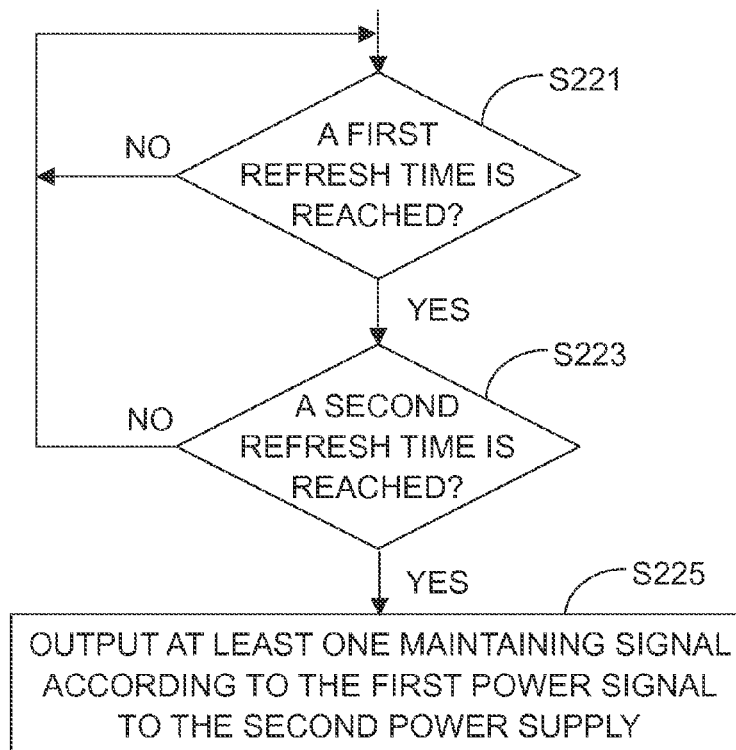 S221
A FIRST
REFRESH TIME IS
REACHED?
NO
YES
S223
A SECOND
REFRESH TIME IS
REACHED?
NO
YES
S225
OUTPUT AT LEAST ONE MAINTAINING SIGNAL
ACCORDING TO THE FIRST POWER SIGNAL
TO THE SECOND POWER SUPPLY